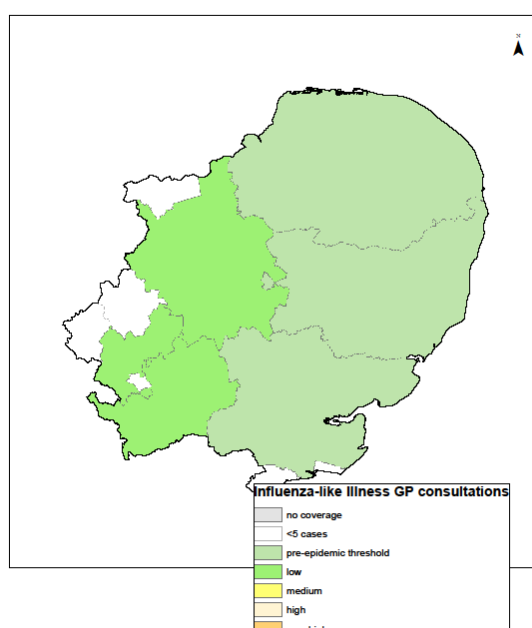 N
Influenza-like Illness GP consultations
no coverage
<5 cases
pre-epidemic threshold
low
medium
high